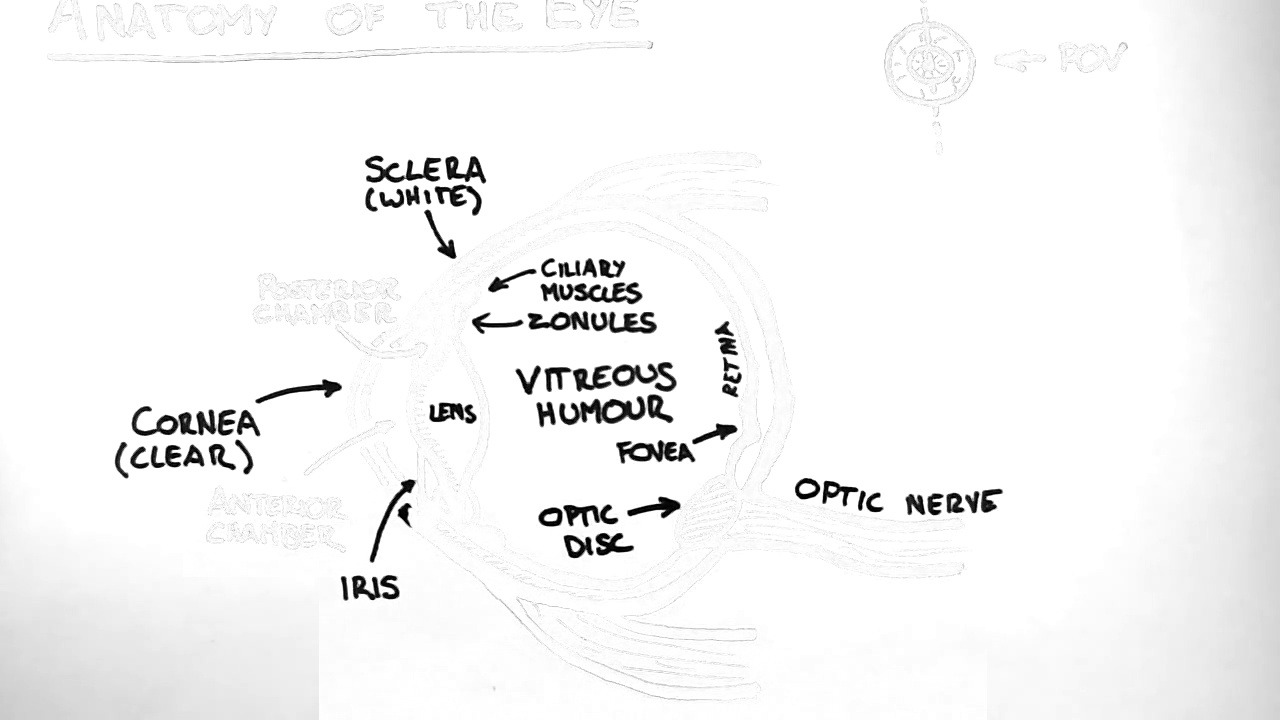 ANATOMY OF THE EYE
POV
SCLERA
(WHITE)
CILIARY
MUSCLES
ZONULES
POSTERIOR
CHAMBER
RETINA
VITREOUS
HUMOUR
LENS
CORNEA
(CLEAR)
FOVEA
ANTERIOR
CHAMBER
OPTIC NERVE
OPTIC
DISC
IRIS